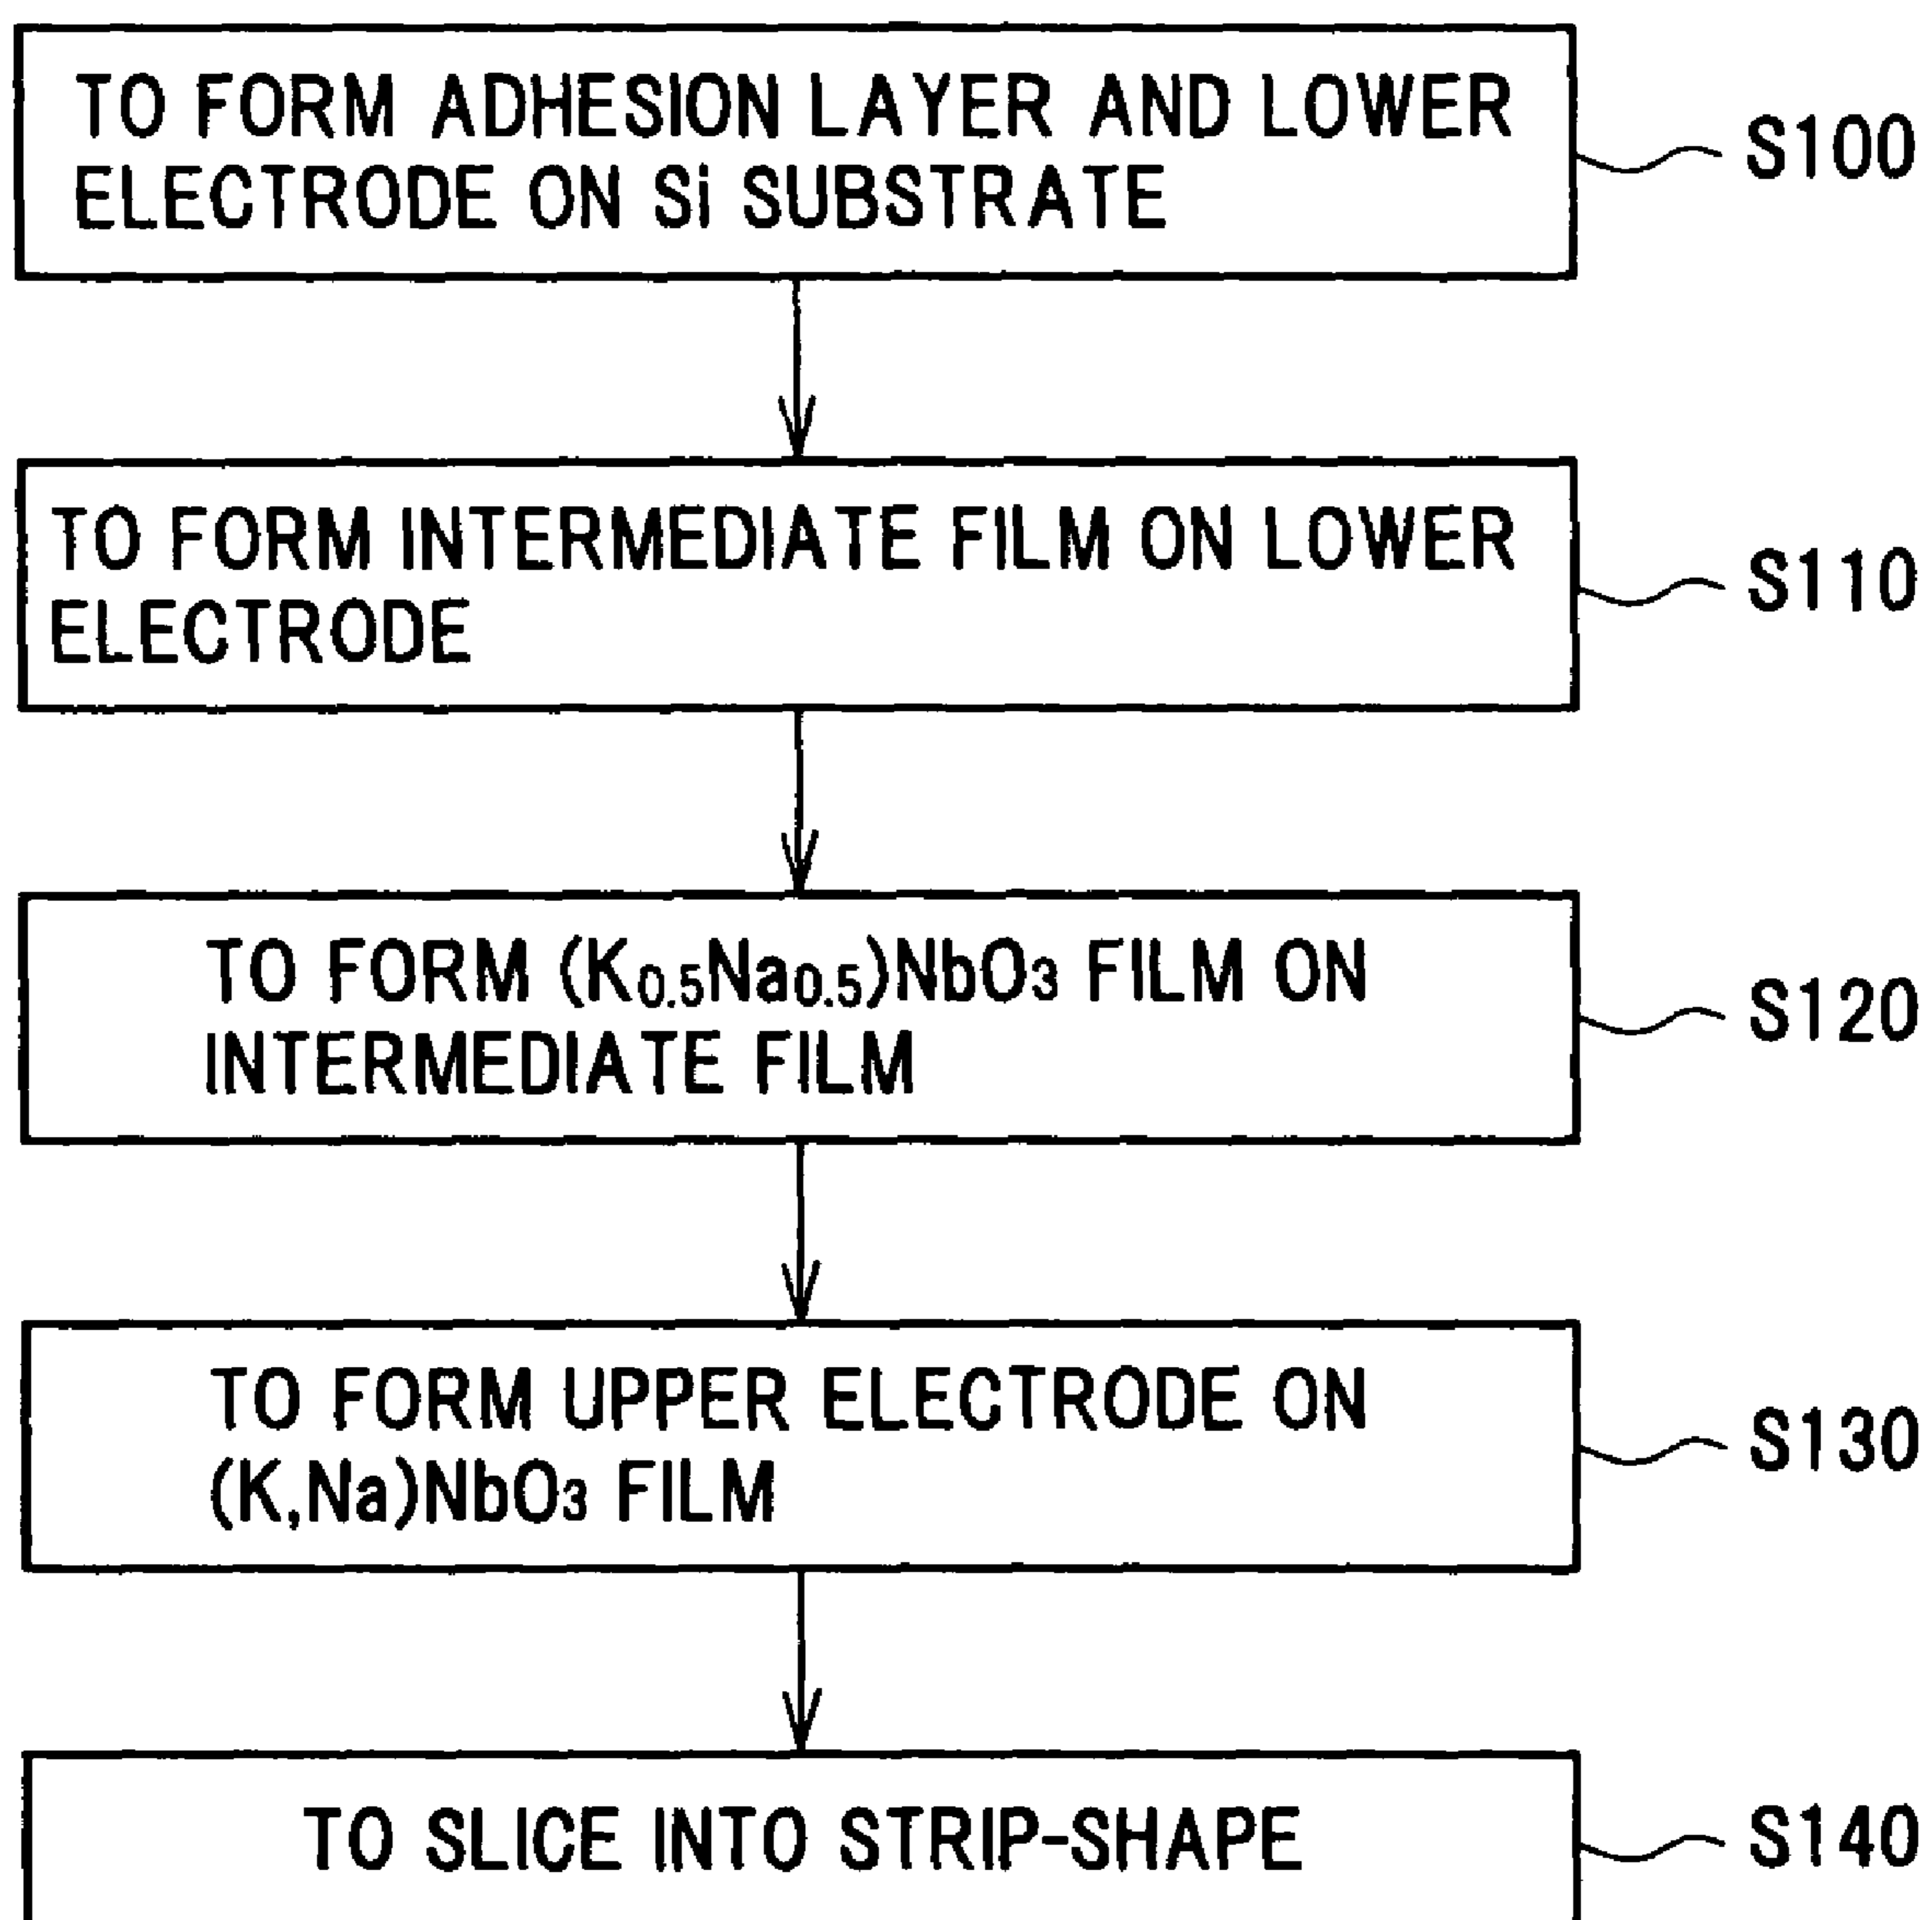 TO FORM ADHESION LAYER AND LOWER
ELECTRODE ON Si SUBSTRATE
S100
TO FORM INTERMEDIATE FILM ON LOWER
ELECTRODE
S110
TO FORM (K0.5Na0.5)NbO3 FILM ON
INTERMEDIATE FILM
S120
TO FORM UPPER ELECTRODE ON
(K,Na)NbO3 FILM
S130
TO SLICE INTO STRIP-SHAPE
S140